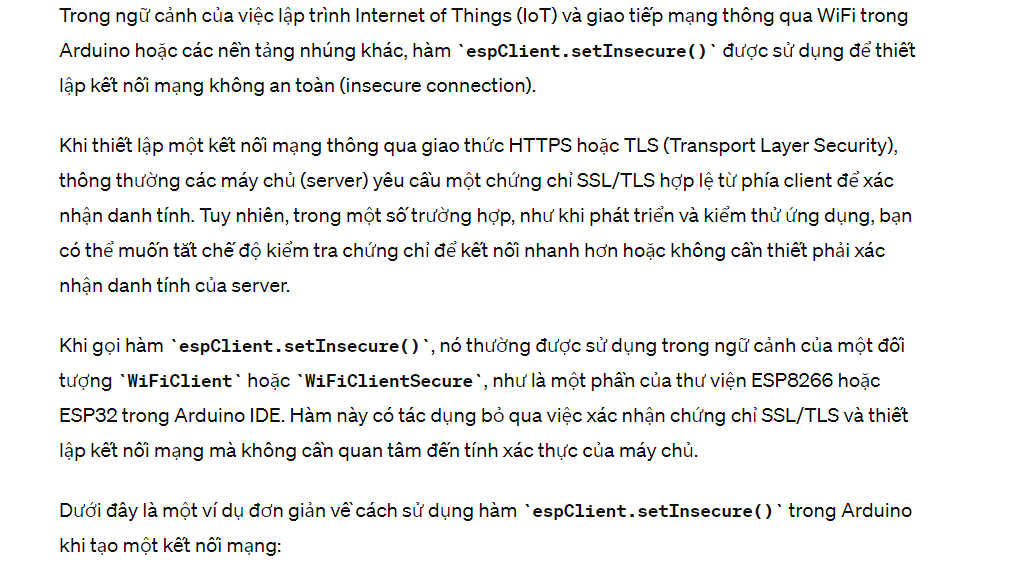 Trong ngữ cảnh của việc lập trình Internet of Things (IoT) và giao tiếp mạng thông qua WiFi trong
Arduino hoặc các nền tảng nhúng khác, hàm `espClient.setInsecure()` được sử dụng để thiết
lập kết nối mạng không an toàn (insecure connection).
Khi thiết lập một kết nối mạng thông qua giao thức HTTPS hoặc TLS (Transport Layer Security),
thông thường các máy chủ (server) yêu cầu một chứng chỉ SSL/TLS hợp lệ từ phía client để xác
nhận danh tính. Tuy nhiên, trong một số trường hợp, như khi phát triển và kiểm thử ứng dụng, bạn
có thể muốn tắt chế độ kiểm tra chứng chỉ để kết nối nhanh hơn hoặc không cần thiết phải xác
nhận danh tính của server.
Khi gọi hàm `espClient.setInsecure()`, nó thường được sử dụng trong ngữ cảnh của một đối
tượng `WiFiClient` hoặc `WiFiClientSecure`, như là một phần của thư viện ESP8266 hoặc
ESP32 trong Arduino IDE. Hàm này có tác dụng bỏ qua việc xác nhận chứng chỉ SSL/TLS và thiết
lập kết nối mạng mà không cần quan tâm đến tính xác thực của máy chủ.
Dưới đây là một ví dụ đơn giản về cách sử dụng hàm `espClient.setInsecure()` trong Arduino
khi tạo một kết nối mạng: